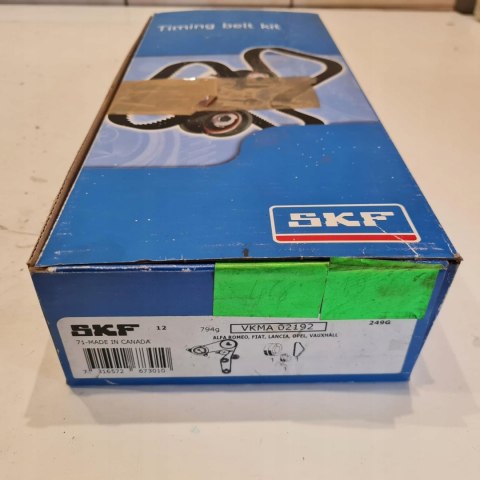 Timing belt kit
SKF
SKF 12 794g VKMA 02192 249G
71-MADE IN CANADA ALFA ROMEO, FIAT, LANCIA, OPEL, VAUXHALL
7 316572 673010